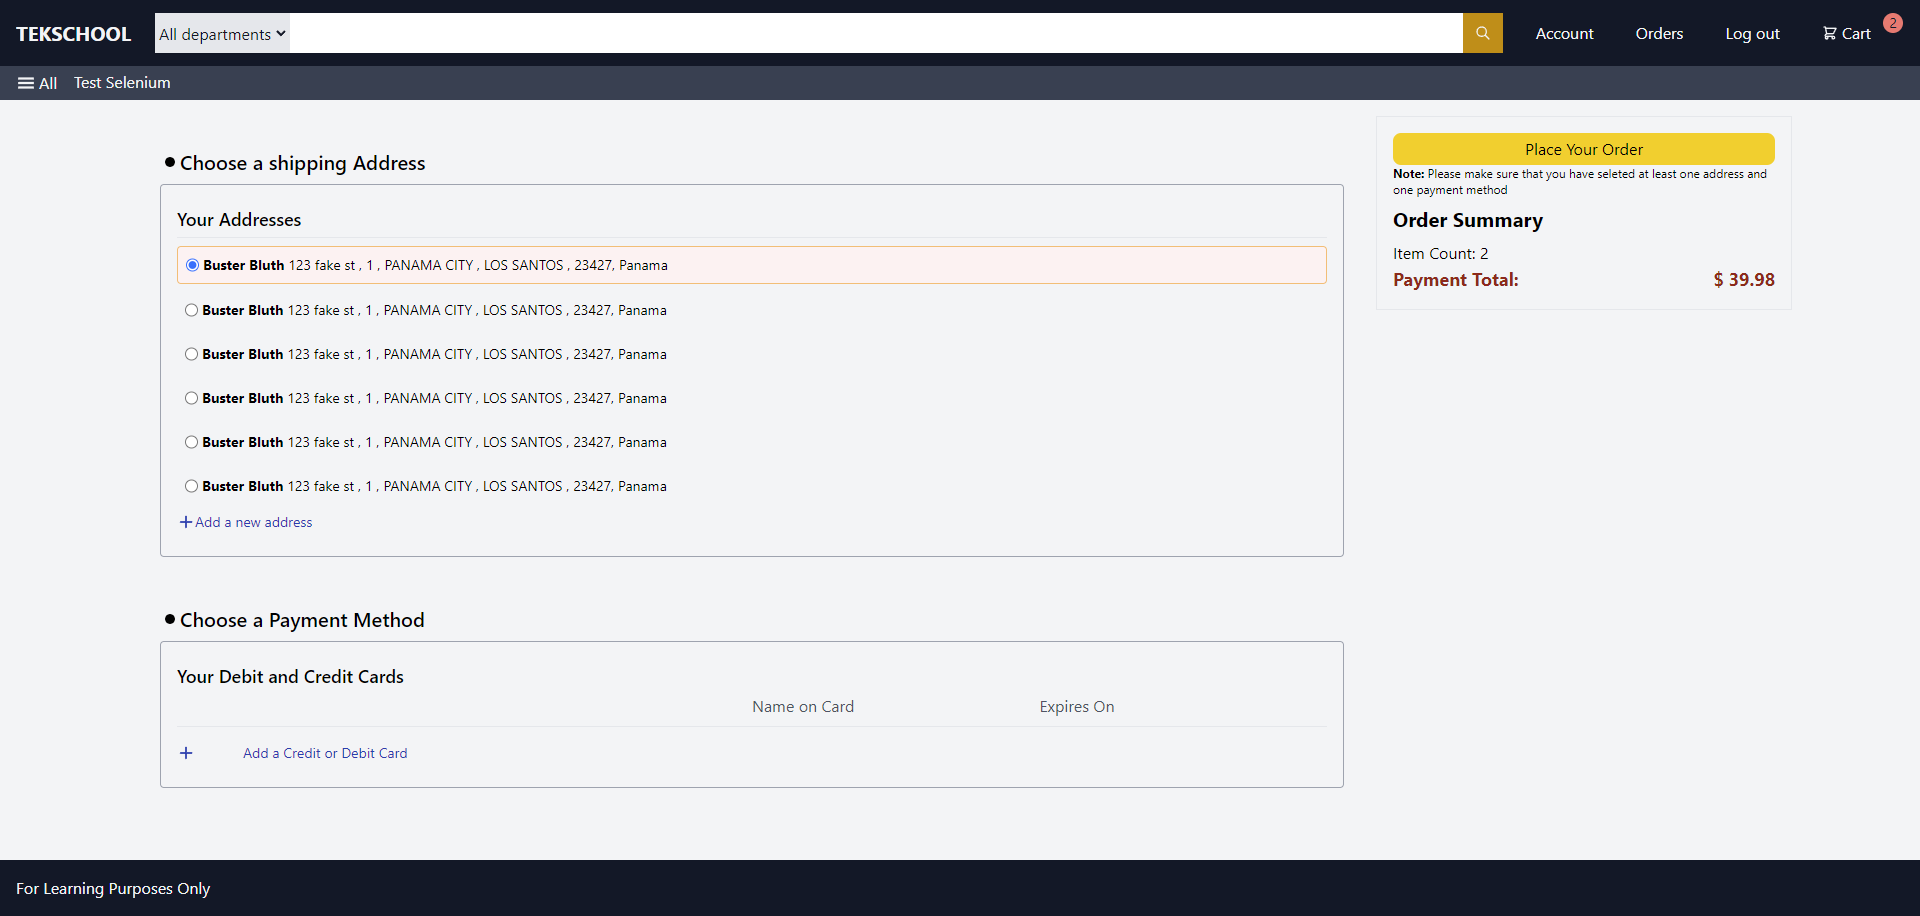 TEKSCHOOL All departments Account Orders Log out Cart 2
All Test Selenium
Choose a shipping Address
Your Addresses
Buster Bluth 123 fake st , 1 , PANAMA CITY , LOS SANTOS , 23427, Panama
Buster Bluth 123 fake st , 1 , PANAMA CITY , LOS SANTOS , 23427, Panama
Buster Bluth 123 fake st , 1 , PANAMA CITY , LOS SANTOS , 23427, Panama
Buster Bluth 123 fake st , 1 , PANAMA CITY , LOS SANTOS , 23427, Panama
Buster Bluth 123 fake st , 1 , PANAMA CITY , LOS SANTOS , 23427, Panama
Buster Bluth 123 fake st , 1 , PANAMA CITY , LOS SANTOS , 23427, Panama
Add a new address
Choose a Payment Method
Your Debit and Credit Cards
Name on Card Expires On
Add a Credit or Debit Card
Place Your Order
Note: Please make sure that you have seleted at least one address and
one payment method
Order Summary
Item Count: 2
Payment Total: $ 39.98
For Learning Purposes Only